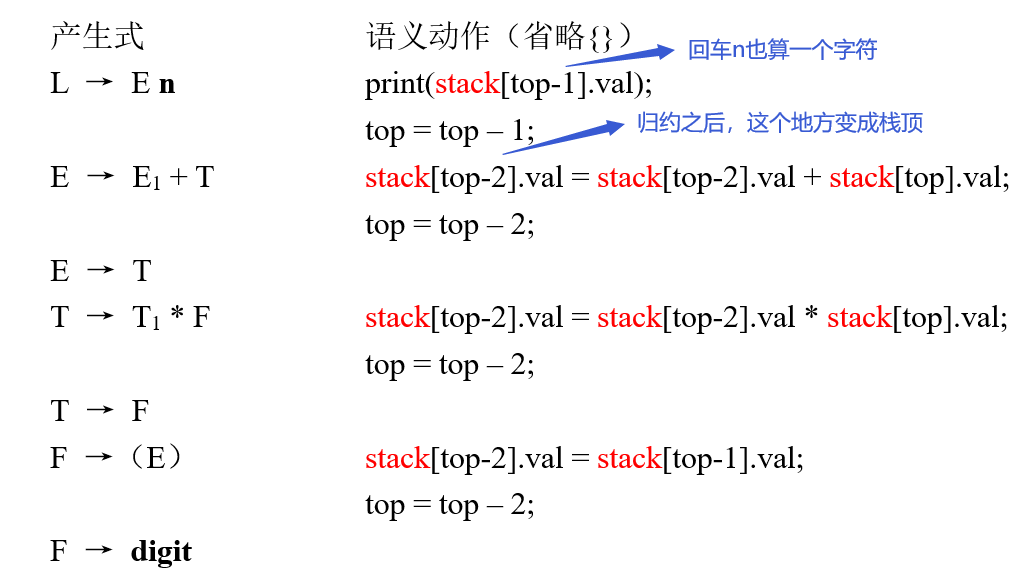 产生式 语义动作（省略{}）
回车n也算一个字符
L → E n print(stack[top-1].val);
top = top – 1;
归约之后，这个地方变成栈顶
E → E₁ + T stack[top-2].val = stack[top-2].val + stack[top].val;
top = top – 2;
E → T
T → T₁ * F stack[top-2].val = stack[top-2].val * stack[top].val;
top = top – 2;
T → F
F → （E） stack[top-2].val = stack[top-1].val;
top = top – 2;
F → digit